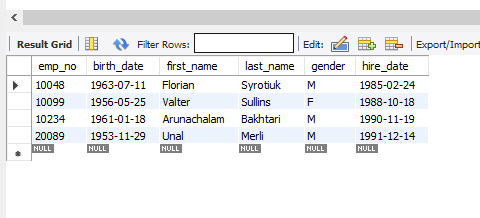 Result Grid Filter Rows: Edit: Export/Import
emp_no birth_date first_name last_name gender hire_date
10048 1963-07-11 Florian Syrotiuk M 1985-02-24
10099 1956-05-25 Valter Sullins F 1988-10-18
10234 1961-01-18 Arunachalam Bakhtari M 1990-11-19
20089 1953-11-29 Unal Merli M 1991-12-14
NULL NULL NULL NULL NULL NULL